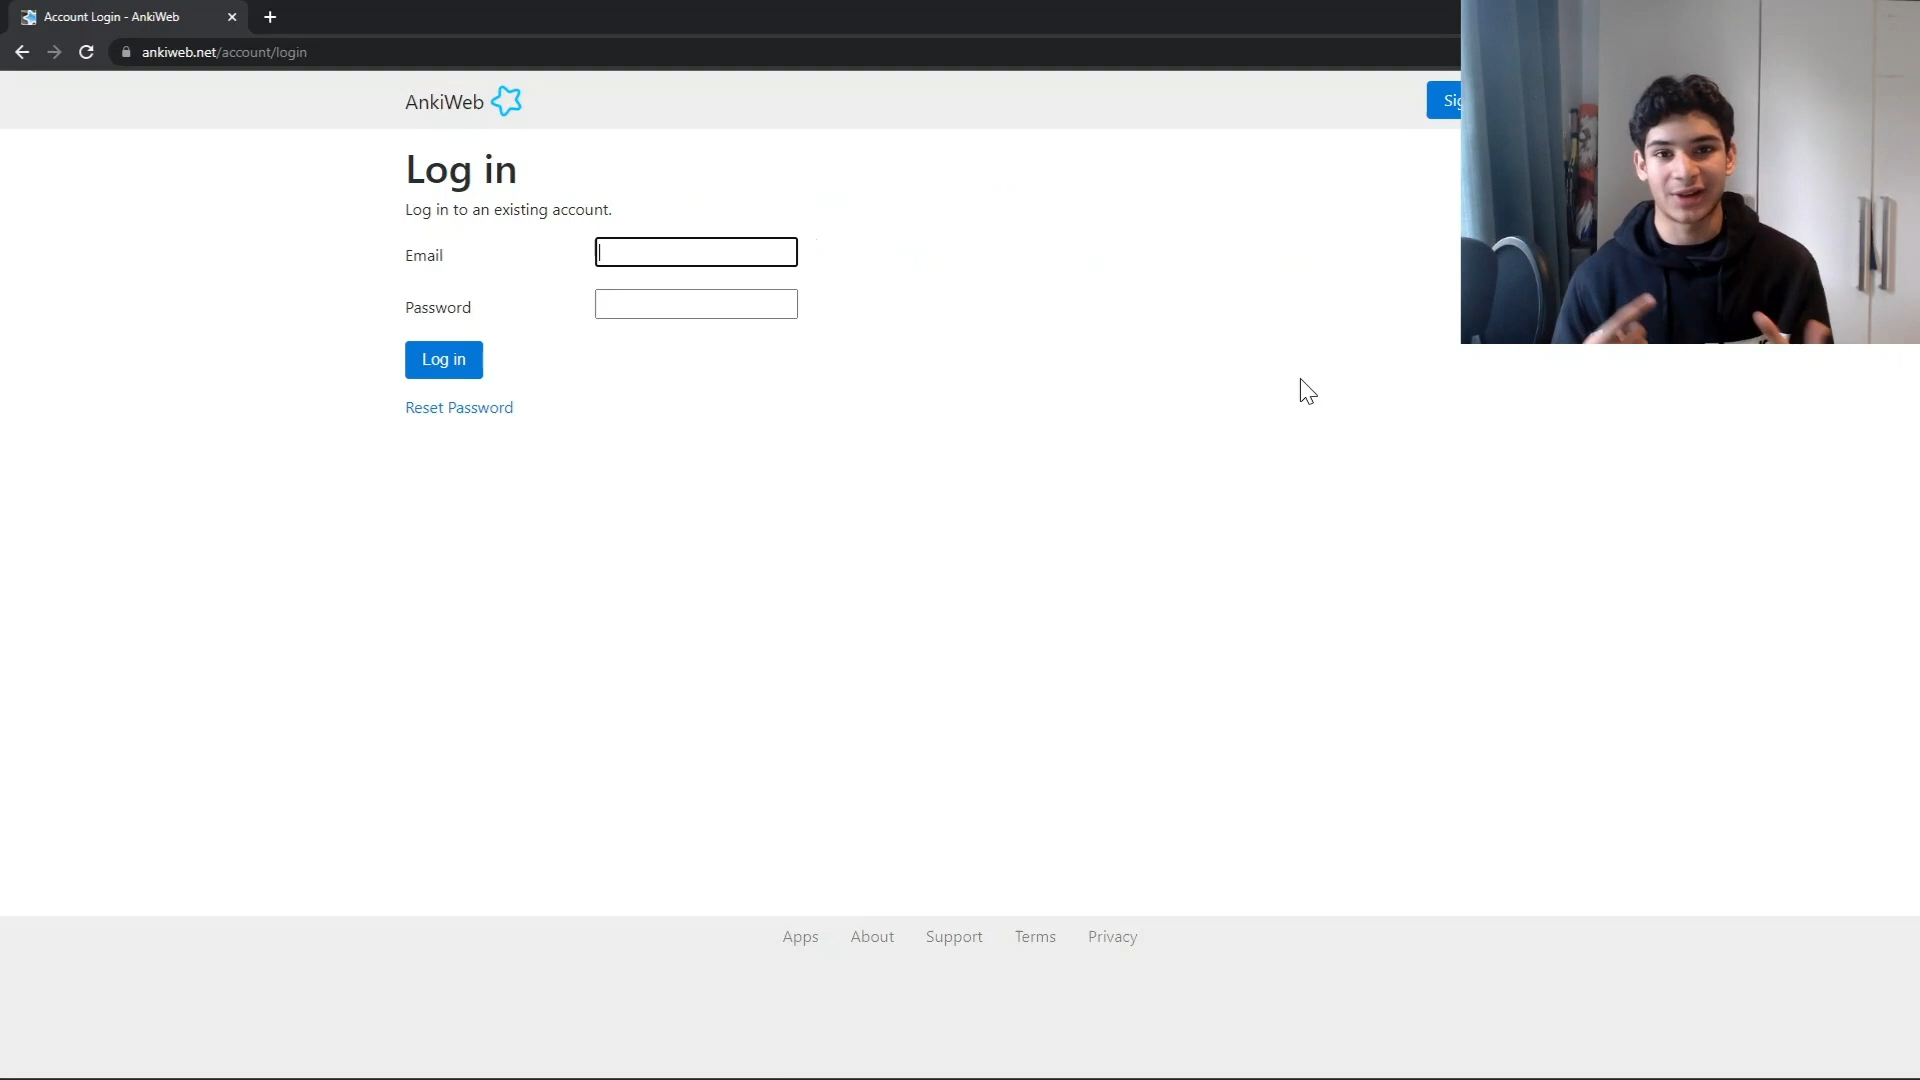 Account Login - AnkiWeb
ankiweb.net/account/login
AnkiWeb
Log in
Log in to an existing account.
Email
Password
Log in
Reset Password
Apps About Support Terms Privacy